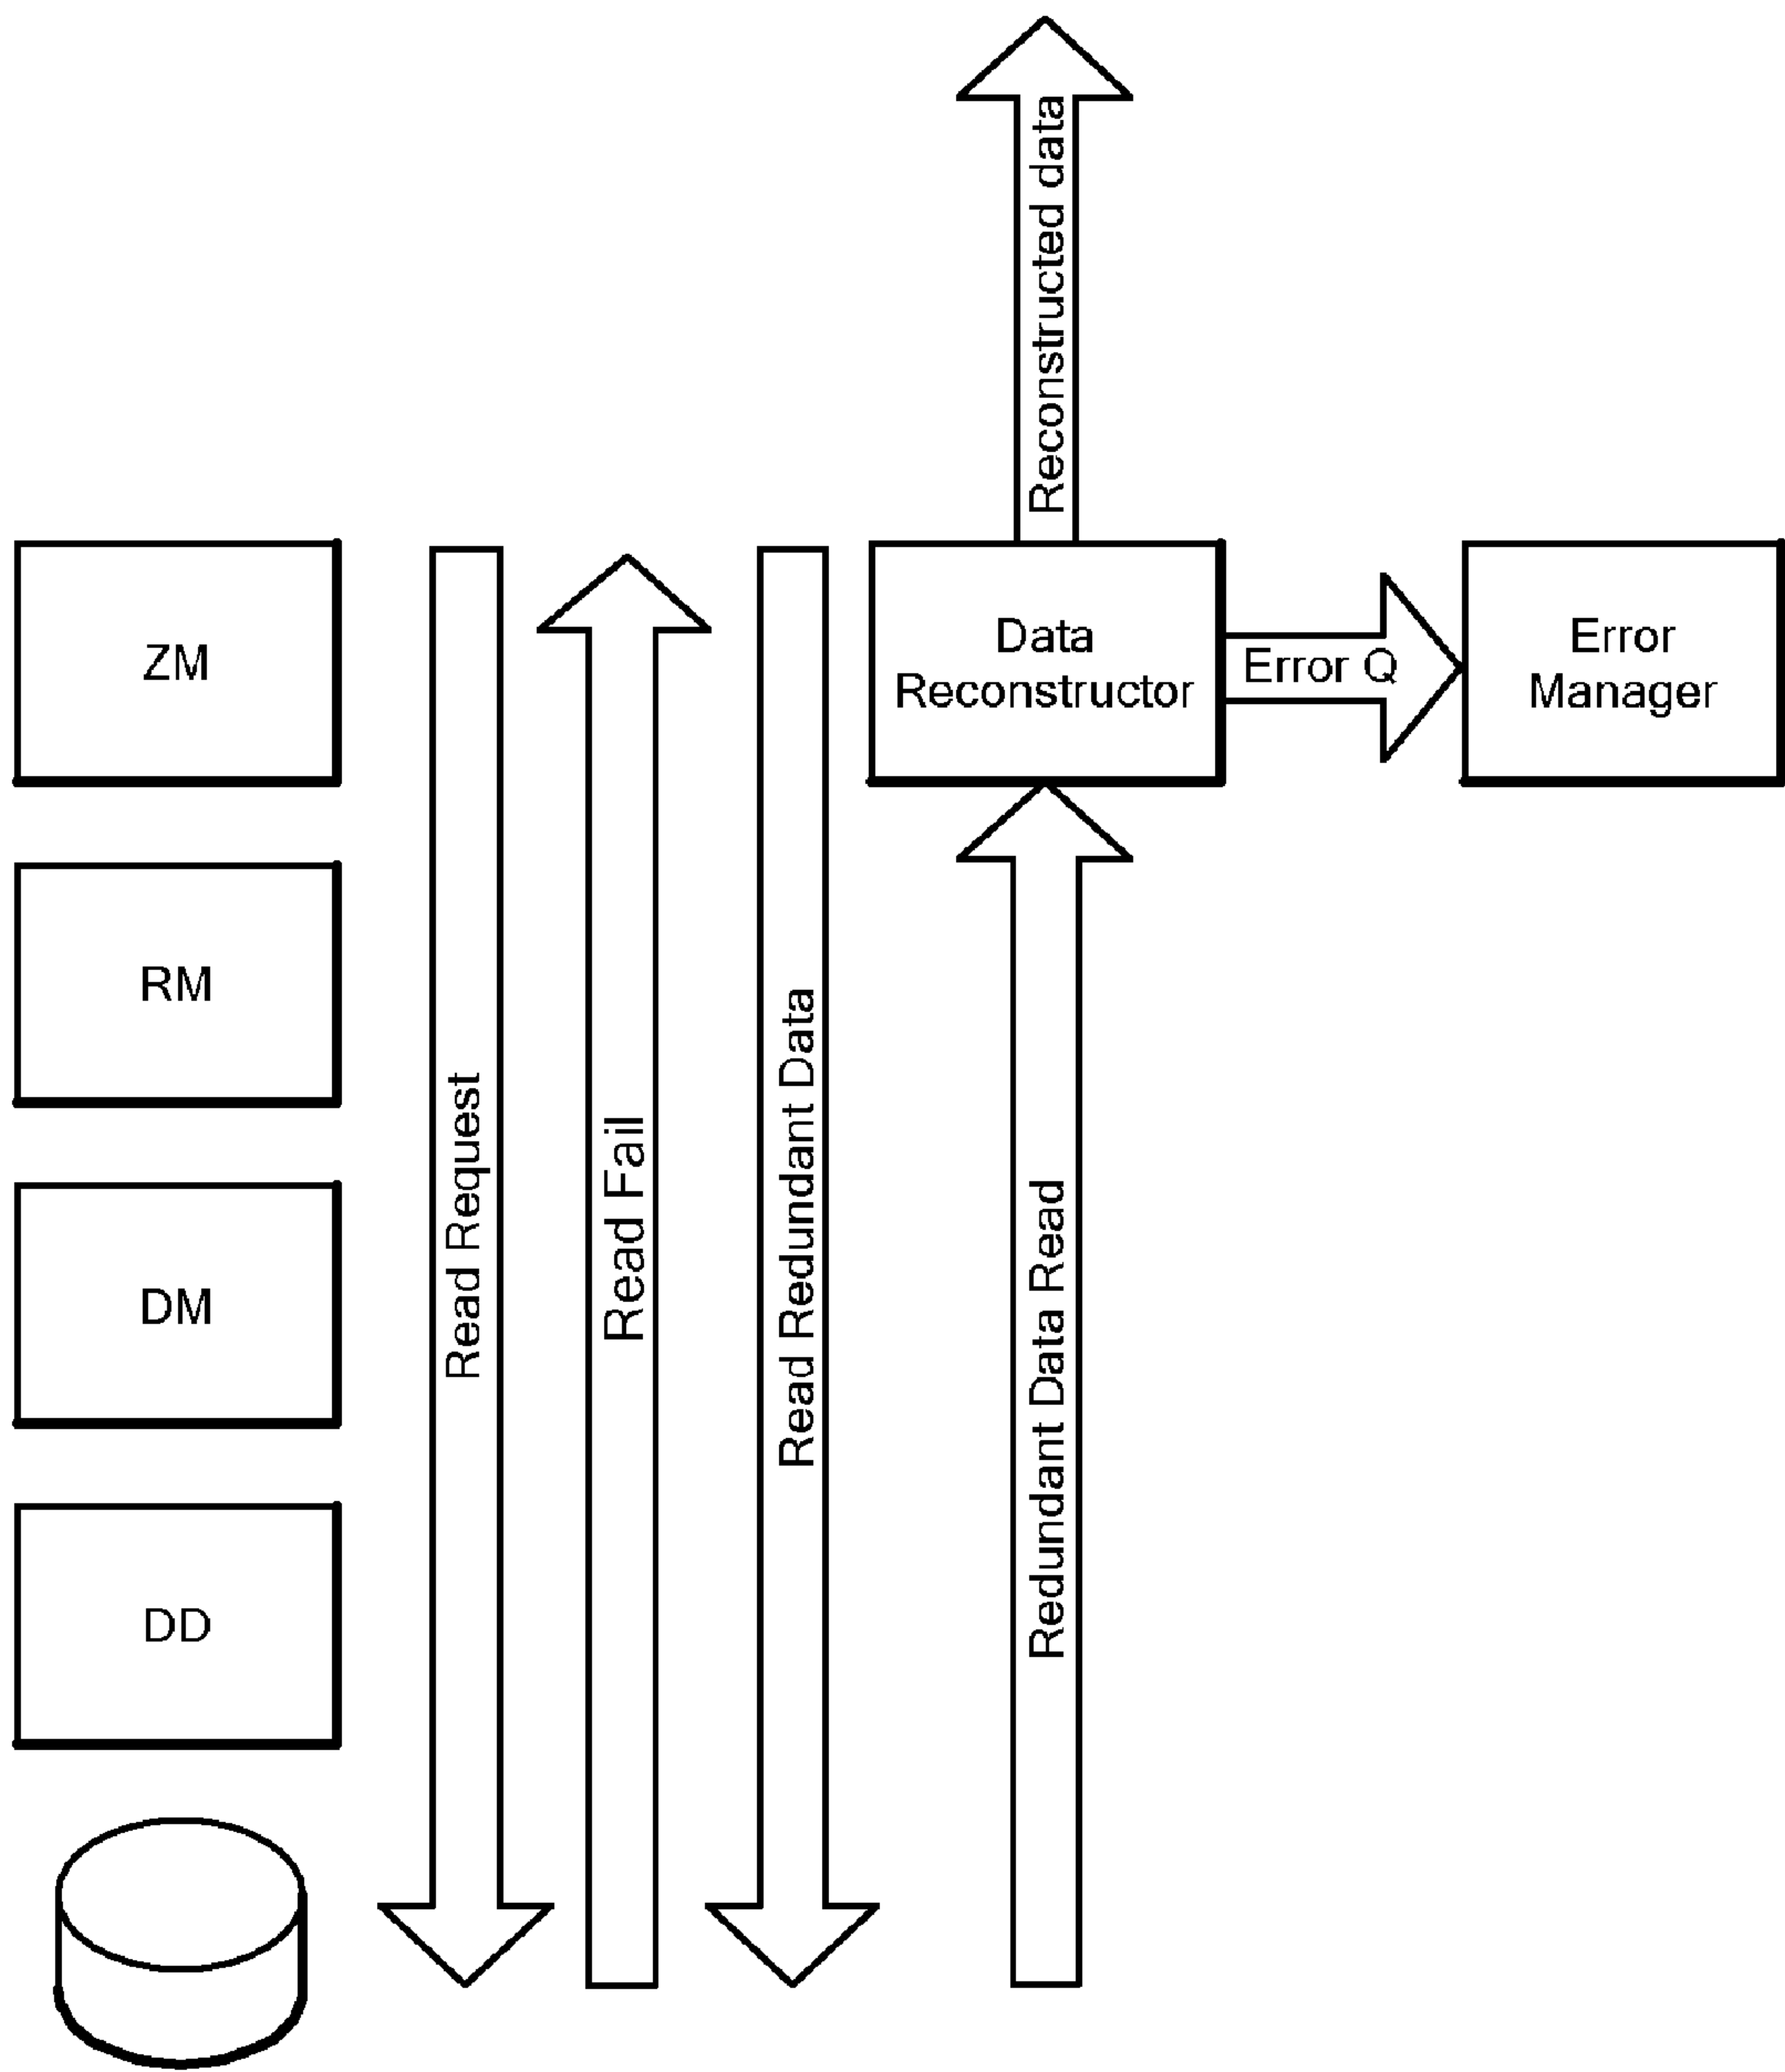 Reconstructed data
ZM
Data
Reconstructor
Error Q
Error
Manager
RM
DM
DD
Read Request
Read Fail
Read Redundant Data
Redundant Data Read